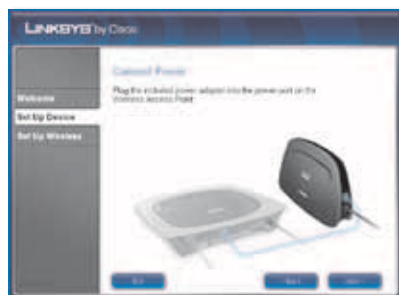 LINKSYS by Cisco
Connect Power
Plug the included power adapter into the power port on the
Wireless Access Point.
Welcome
Set Up Device
Set Up Wireless